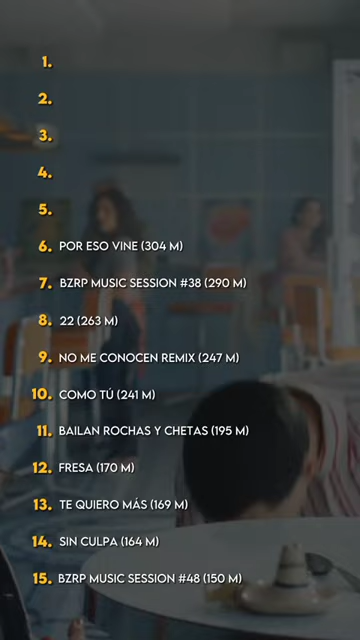 1.
2.
3.
4.
5.
6. POR ESO VINE (304 M)
7. BZRP MUSIC SESSION #38 (290 M)
8. 22 (263 M)
9. NO ME CONOCEN REMIX (247 M)
10. COMO TÚ (241 M)
11. BAILAN ROCHAS Y CHETAS (195 M)
12. FRESA (170 M)
13. TE QUIERO MÁS (169 M)
14. SIN CULPA (164 M)
15. BZRP MUSIC SESSION #48 (150 M)